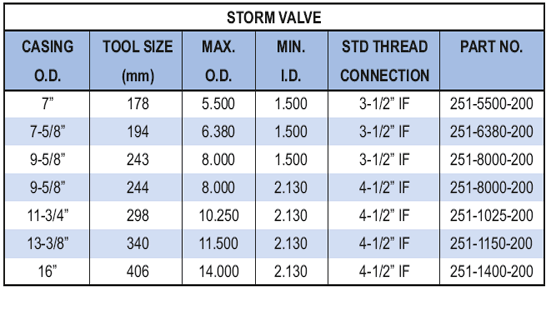 STORM VALVE
CASING O.D. TOOL SIZE (mm) MAX. O.D. MIN. I.D. STD THREAD CONNECTION PART NO.
7” 178 5.500 1.500 3-1/2” IF 251-5500-200
7-5/8” 194 6.380 1.500 3-1/2” IF 251-6380-200
9-5/8” 243 8.000 1.500 3-1/2” IF 251-8000-200
9-5/8” 244 8.000 2.130 4-1/2” IF 251-8000-200
11-3/4” 298 10.250 2.130 4-1/2” IF 251-1025-200
13-3/8” 340 11.500 2.130 4-1/2” IF 251-1150-200
16” 406 14.000 2.130 4-1/2” IF 251-1400-200